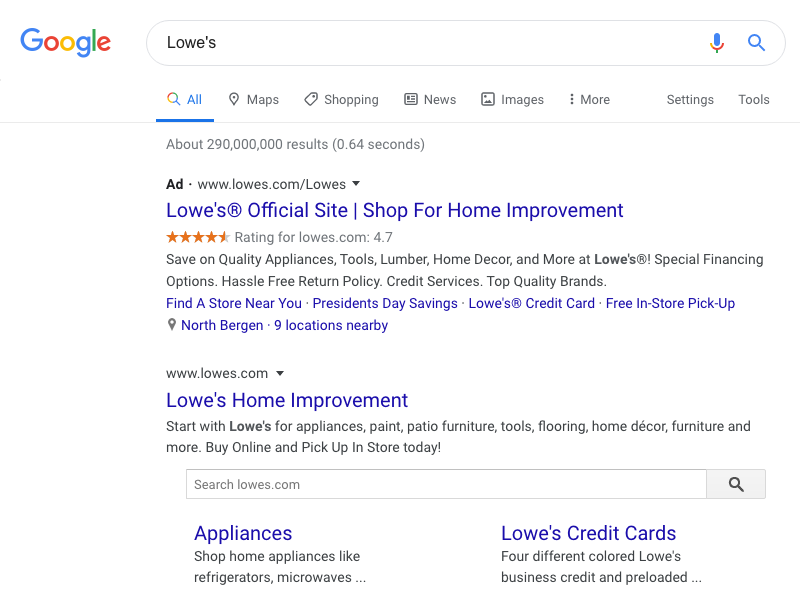 Google
Lowe's
All Maps Shopping News Images More Settings Tools
About 290,000,000 results (0.64 seconds)
Ad · www.lowes.com/Lowes
Lowe's® Official Site | Shop For Home Improvement
Rating for lowes.com: 4.7
Save on Quality Appliances, Tools, Lumber, Home Decor, and More at Lowe's®! Special Financing
Options. Hassle Free Return Policy. Credit Services. Top Quality Brands.
Find A Store Near You · Presidents Day Savings · Lowe's® Credit Card · Free In-Store Pick-Up
North Bergen · 9 locations nearby
www.lowes.com
Lowe's Home Improvement
Start with Lowe's for appliances, paint, patio furniture, tools, flooring, home décor, furniture and
more. Buy Online and Pick Up In Store today!
Search lowes.com
Appliances
Shop home appliances like
refrigerators, microwaves ...
Lowe's Credit Cards
Four different colored Lowe's
business credit and preloaded ...